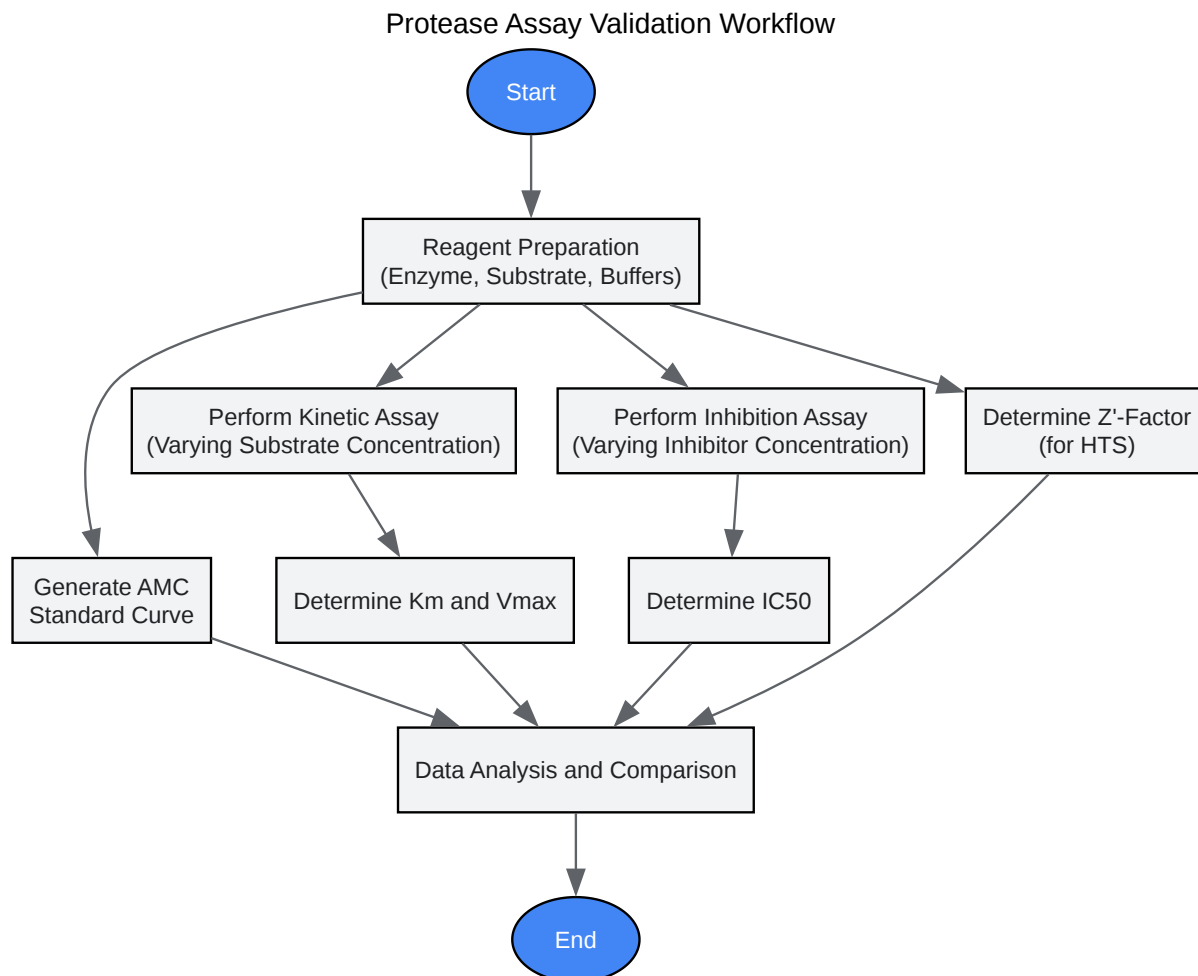 Protease Assay Validation Workflow
Start
Reagent Preparation
(Enzyme, Substrate, Buffers)
Perform Kinetic Assay
(Varying Substrate Concentration)
Perform Inhibition Assay
(Varying Inhibitor Concentration)
Determine Z'-Factor
(for HTS)
Generate AMC
Standard Curve
Determine Km and Vmax
Determine IC50
Data Analysis and Comparison
End